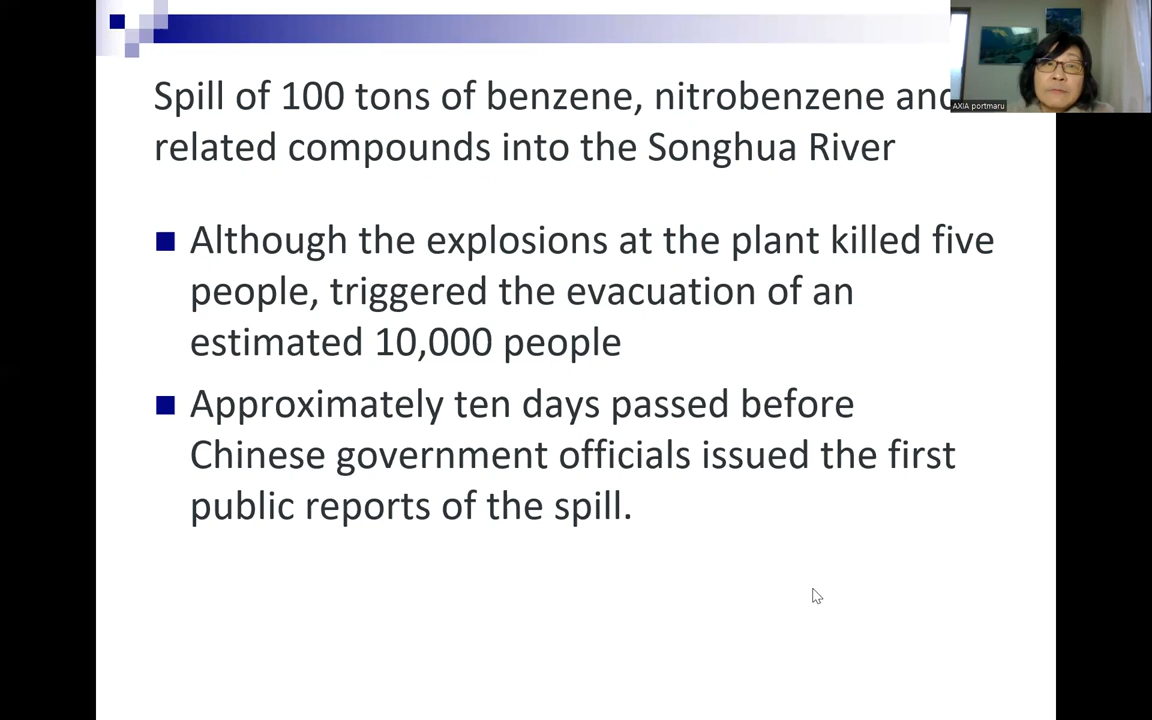 Spill of 100 tons of benzene, nitrobenzene and
related compounds into the Songhua River
AXIA portmaru
■ Although the explosions at the plant killed five
people, triggered the evacuation of an
estimated 10,000 people
■ Approximately ten days passed before
Chinese government officials issued the first
public reports of the spill.